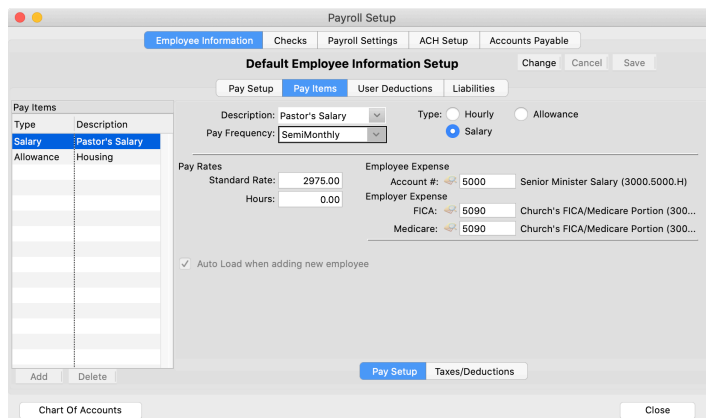 Payroll Setup
Employee Information Checks Payroll Settings ACH Setup Accounts Payable
Default Employee Information Setup Change Cancel Save
Pay Setup Pay Items User Deductions Liabilities
Pay Items
Type Description
Salary Pastor's Salary
Allowance Housing
Description: Pastor's Salary Type: Hourly Allowance
Pay Frequency: SemiMonthly Salary
Pay Rates Employee Expense
Standard Rate: 2975.00 Account #: 5000 Senior Minister Salary (3000.5000.H)
Hours: 0.00 Employer Expense
FICA: 5090 Church's FICA/Medicare Portion (300...
Medicare: 5090 Church's FICA/Medicare Portion (300...
Auto Load when adding new employee
Add Delete
Pay Setup Taxes/Deductions
Chart Of Accounts Close